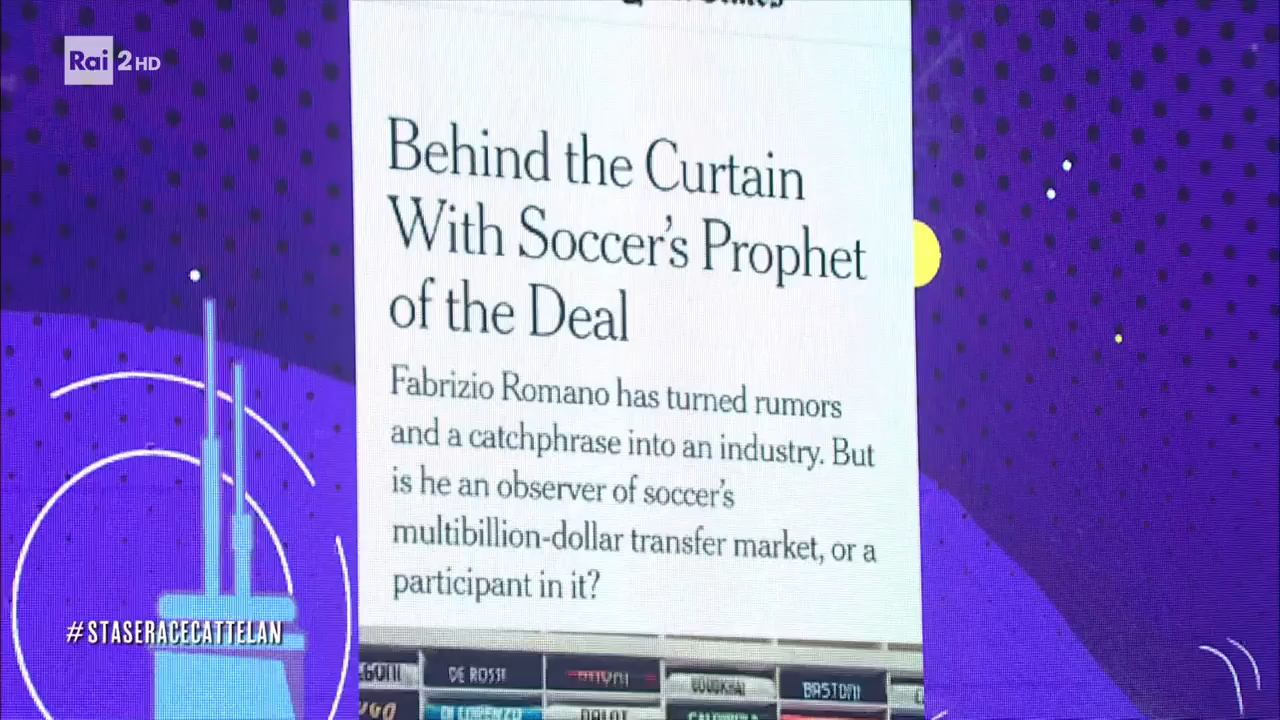 Rai 2 HD
Behind the Curtain
With Soccer's Prophet
of the Deal
Fabrizio Romano has turned rumors
and a catchphrase into an industry. But
is he an observer of soccer's
multibillion-dollar transfer market, or a
participant in it?
#STASERACECATTELAN
DE ROSSI
BASTONI